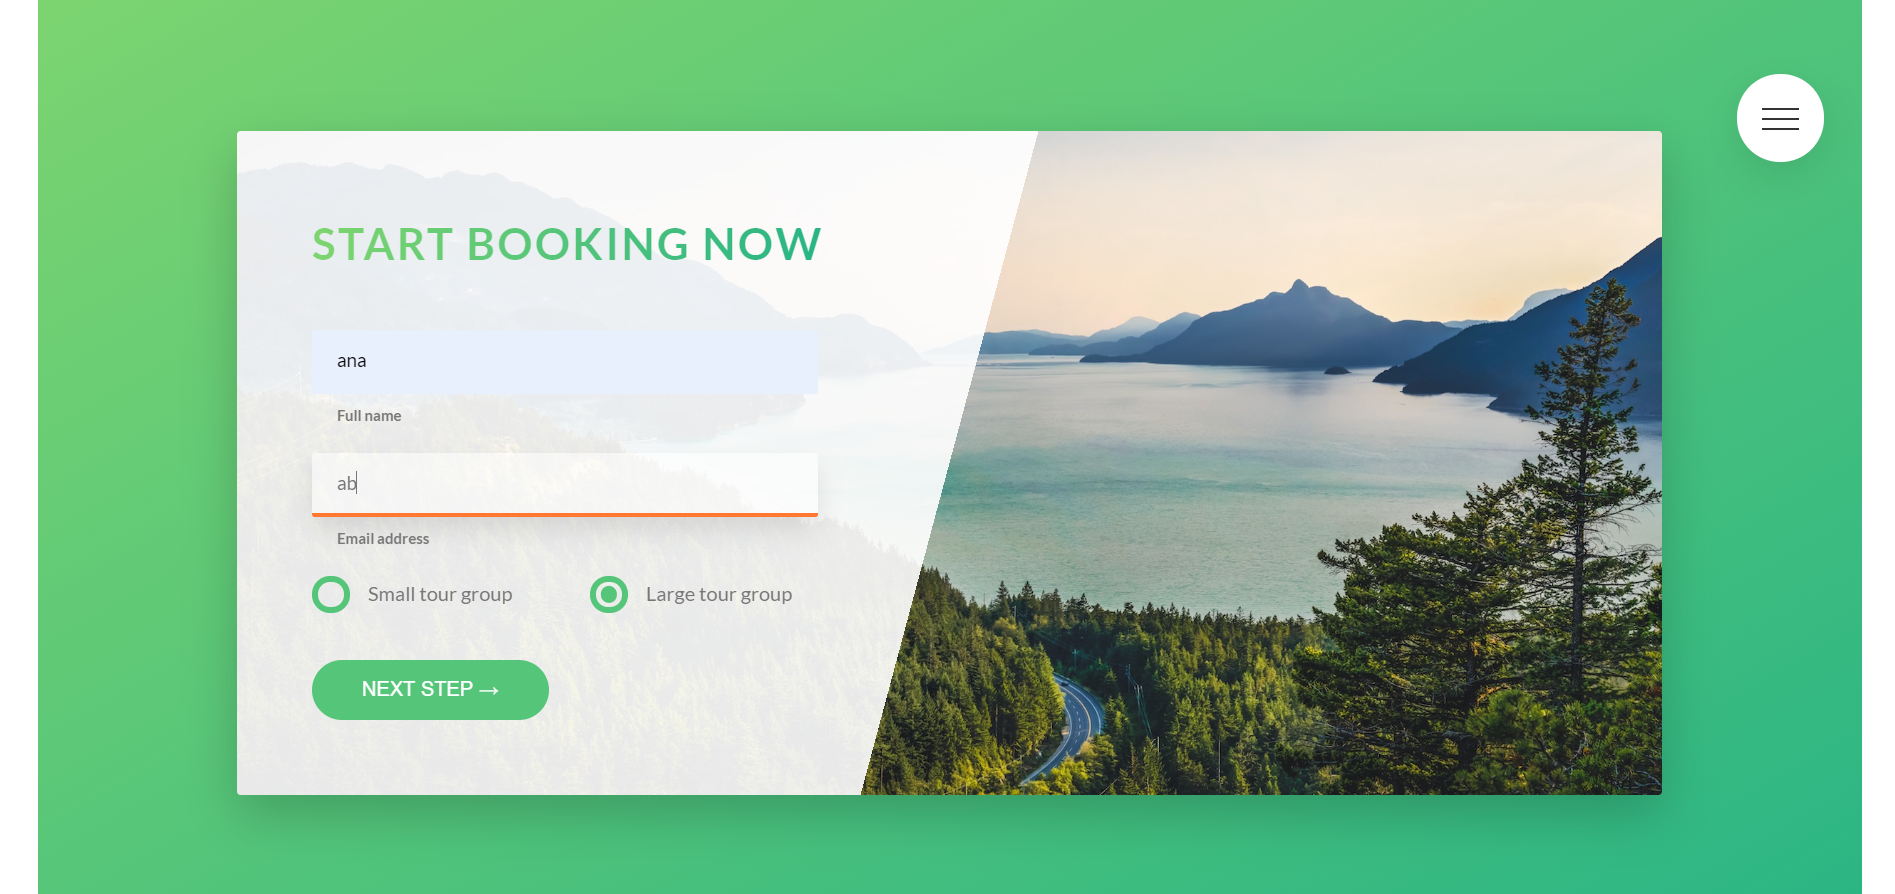 START BOOKING NOW
ana
Full name
ab
Email address
Small tour group
Large tour group
NEXT STEP →